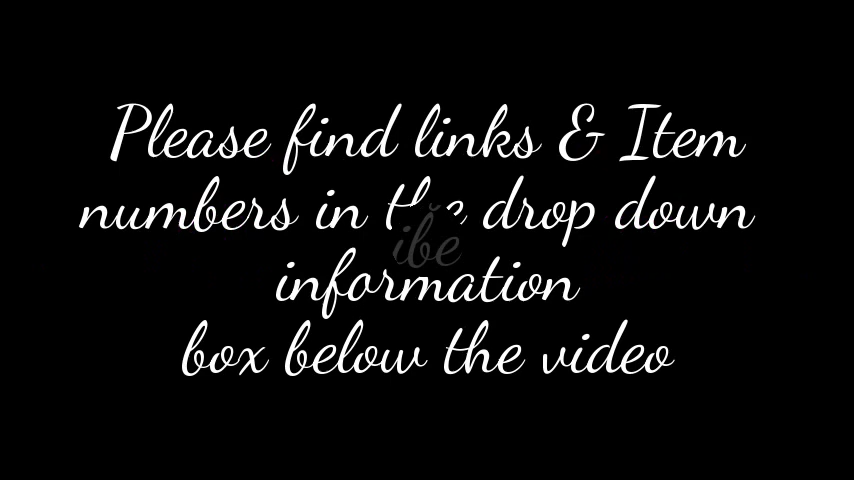 Please find links & Item
numbers in the drop down
information
box below the video